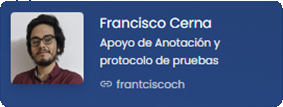 Francisco Cerna
Apoyo de Anotación y
protocolo de pruebas
frantciscoch